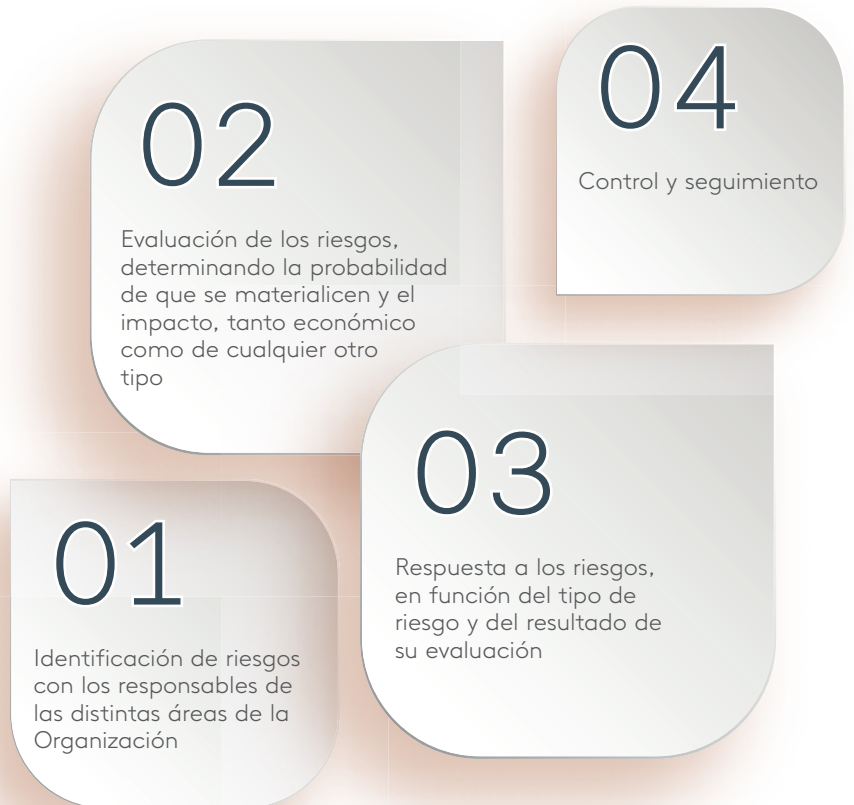 01
Identificación de riesgos
con los responsables de
las distintas áreas de la
Organización
02
Evaluación de los riesgos,
determinando la probabilidad
de que se materialicen y el
impacto, tanto económico
como de cualquier otro
tipo
03
Respuesta a los riesgos,
en función del tipo de
riesgo y del resultado de
su evaluación
04
Control y seguimiento